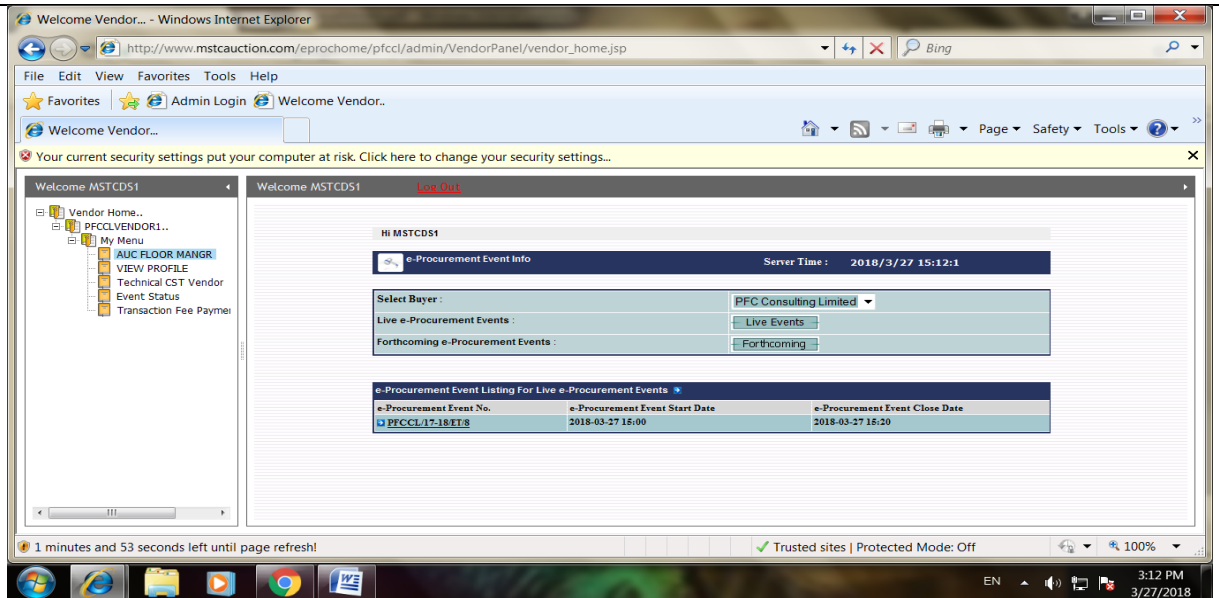 Welcome Vendor... - Windows Internet Explorer
http://www.mstcauction.com/eprochome/pfccl/admin/VendorPanel/vendor_home.jsp
Bing
File Edit View Favorites Tools Help
Favorites Admin Login Welcome Vendor..
Welcome Vendor...
Page Safety Tools
Your current security settings put your computer at risk. Click here to change your security settings...
Welcome MSTCDS1
Welcome MSTCDS1 Log Out
Vendor Home..
PFCCLVENDOR1..
My Menu
AUC FLOOR MANGR
VIEW PROFILE
Technical CST Vendor
Event Status
Transaction Fee Paymer
Hi MSTCDS1
e-Procurement Event Info Server Time : 2018/3/27 15:12:1
Select Buyer : PFC Consulting Limited
Live e-Procurement Events : Live Events
Forthcoming e-Procurement Events : Forthcoming
e-Procurement Event Listing For Live e-Procurement Events
e-Procurement Event No. e-Procurement Event Start Date e-Procurement Event Close Date
PFCCL/17-18/ET/8 2018-03-27 15:00 2018-03-27 15:20
1 minutes and 53 seconds left until page refresh!
Trusted sites | Protected Mode: Off 100%
EN 3:12 PM
3/27/2018